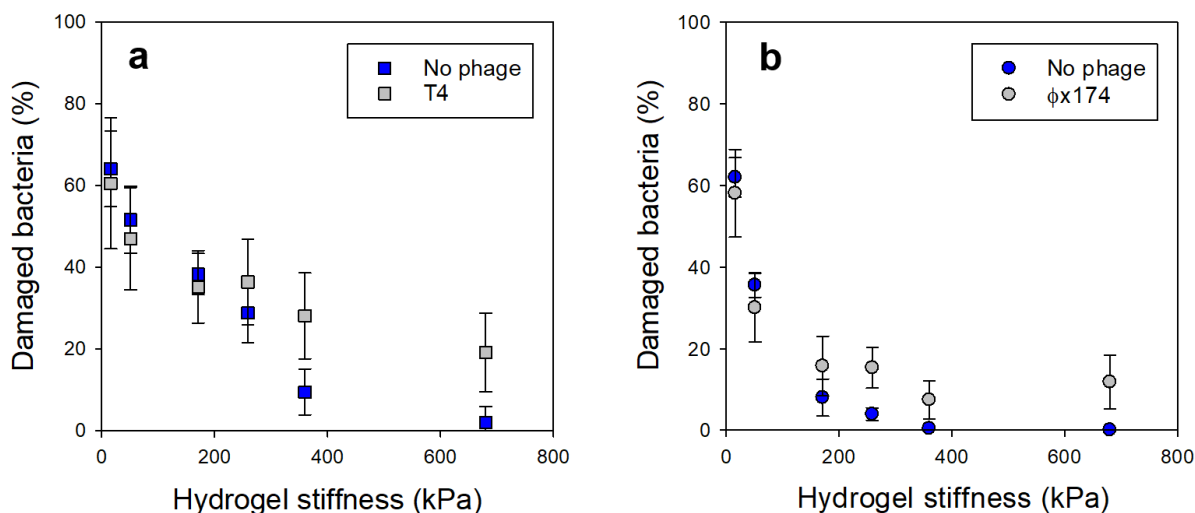 a
No phage
T4
Damaged bacteria (%)
100
80
60
40
20
0
0 200 400 600 800
Hydrogel stiffness (kPa)
b
No phage
ϕx174
Damaged bacteria (%)
100
80
60
40
20
0
0 200 400 600 800
Hydrogel stiffness (kPa)